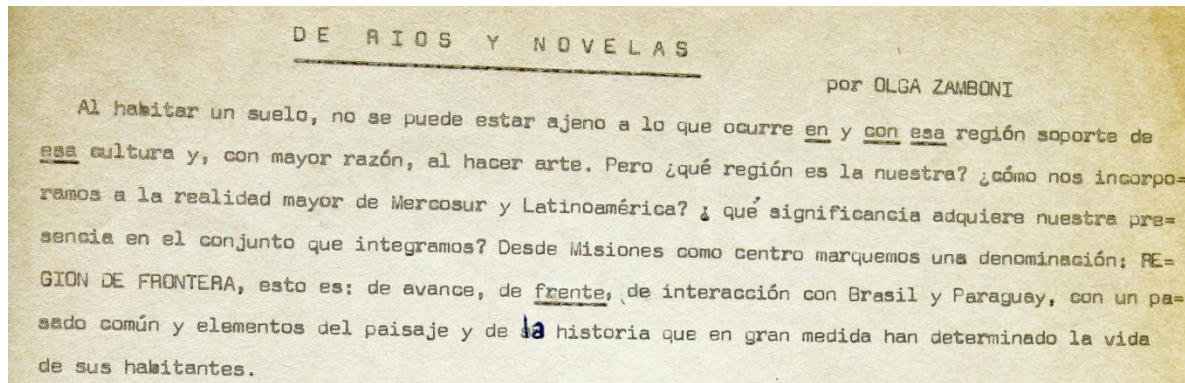 DE RIOS Y NOVELAS
por OLGA ZAMBONI
Al habitar un suelo, no se puede estar ajeno a lo que ocurre en y con esa región soporte de
esa cultura y, con mayor razón, al hacer arte. Pero ¿qué región es la nuestra? ¿cómo nos incorpo=
ramos a la realidad mayor de Mercosur y Latinoamérica? ¿ qué significancia adquiere nuestra pre=
sencia en el conjunto que integramos? Desde Misiones como centro marquemos una denominación: RE=
GION DE FRONTERA, esto es: de avance, de frente, de interacción con Brasil y Paraguay, con un pa=
sado común y elementos del paisaje y de la historia que en gran medida han determinado la vida
de sus habitantes.